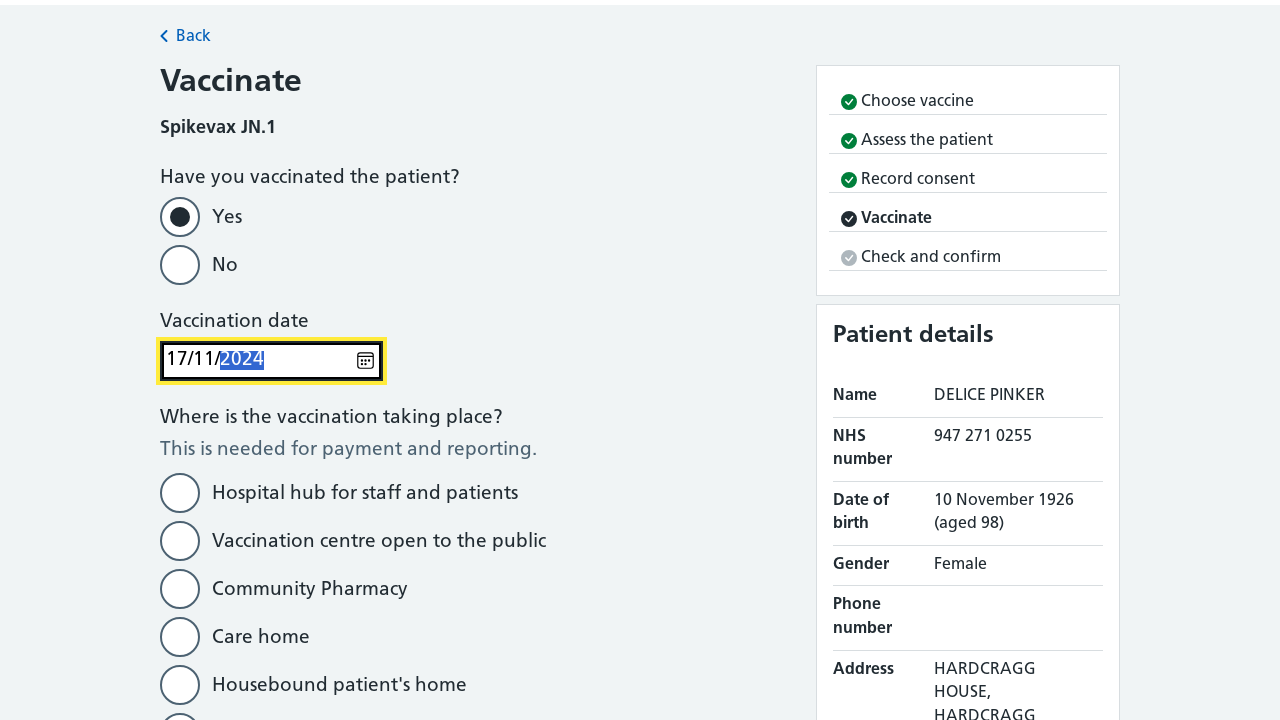 Back
Vaccinate
Spikevax JN.1
Have you vaccinated the patient?
Yes
No
Vaccination date
17/11/2024
Where is the vaccination taking place?
This is needed for payment and reporting.
Hospital hub for staff and patients
Vaccination centre open to the public
Community Pharmacy
Care home
Housebound patient's home
Choose vaccine
Assess the patient
Record consent
Vaccinate
Check and confirm
Patient details
Name DELICE PINKER
NHS number 947 271 0255
Date of birth 10 November 1926 (aged 98)
Gender Female
Phone number
Address HARDCRAGG HOUSE, HARDCRAGG